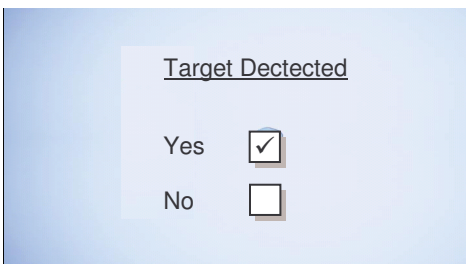 Target Dectected
Yes ✓
No